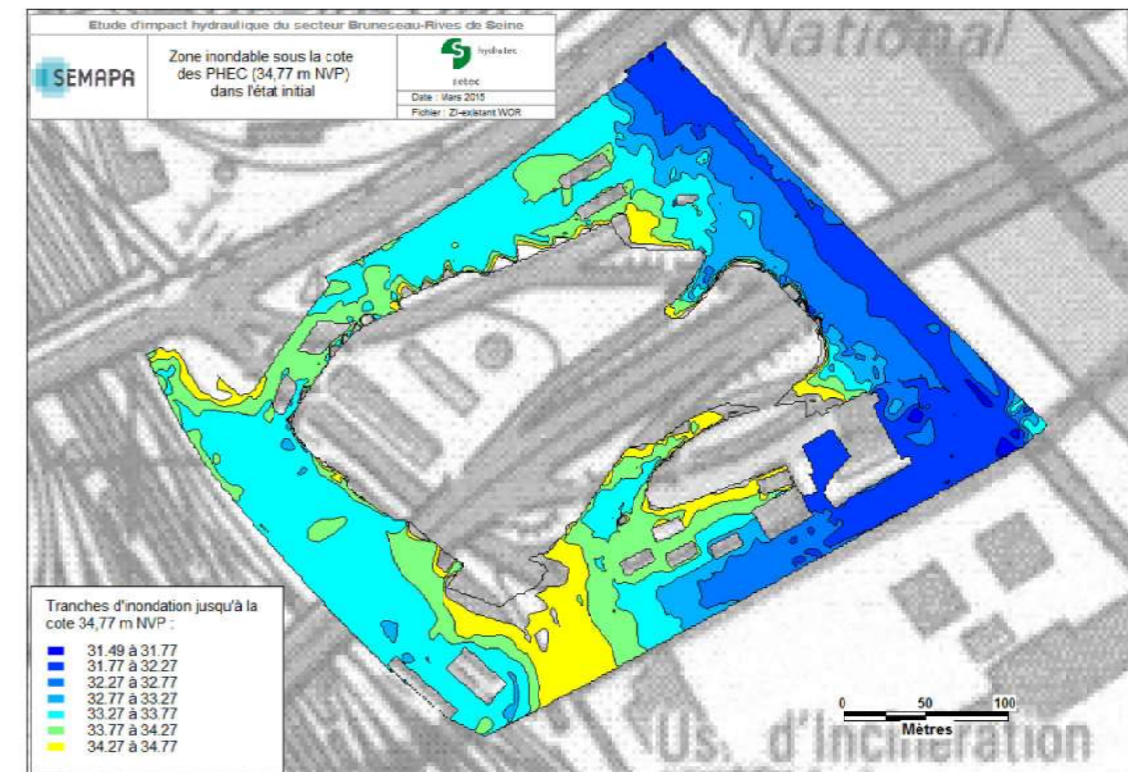 Etude d'impact hydraulique du secteur Bruneseau-Rives de Seine
SEMAPA
Zone inondable sous la cote
des PHEC (34,77 m NVP)
dans l'état initial
hydratec
setec
Date : Mars 2015
Fichier : ZI-existant WOR
National
Tranches d'inondation jusqu'à la
cote 34,77 m NVP :
31.49 à 31.77
31.77 à 32.27
32.27 à 32.77
32.77 à 33.27
33.27 à 33.77
33.77 à 34.27
34.27 à 34.77
0 50 100
Mètres
Us. d'incinération